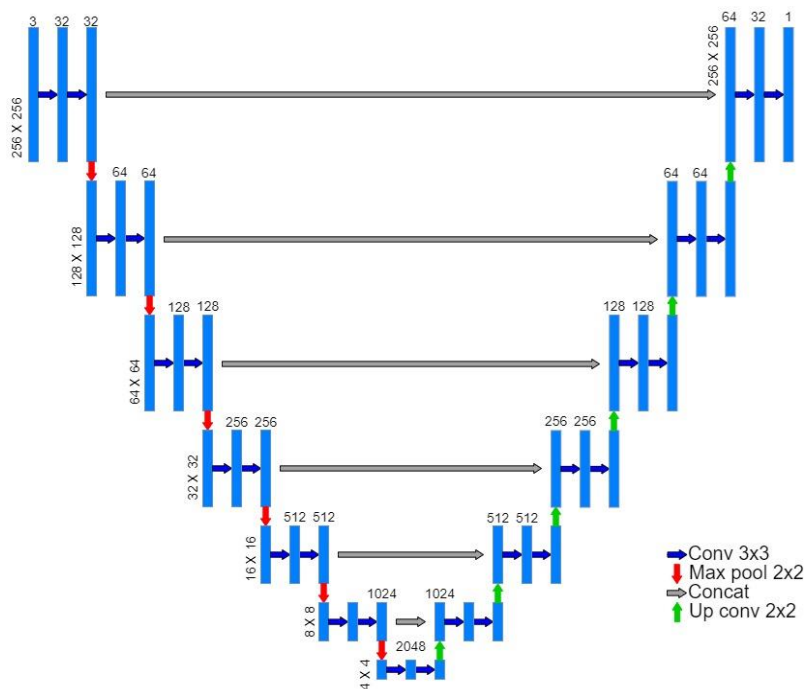 3 32 32
64 32 1
256 X 256
256 X 256
64 64
64 64
128 X 128
128 128
128 128
64 X 64
256 256
256 256
32 X 32
512 512
512 512
16 X 16
Conv 3x3
Max pool 2x2
Concat
Up conv 2x2
1024
1024
8 X 8
2048
4 X 4